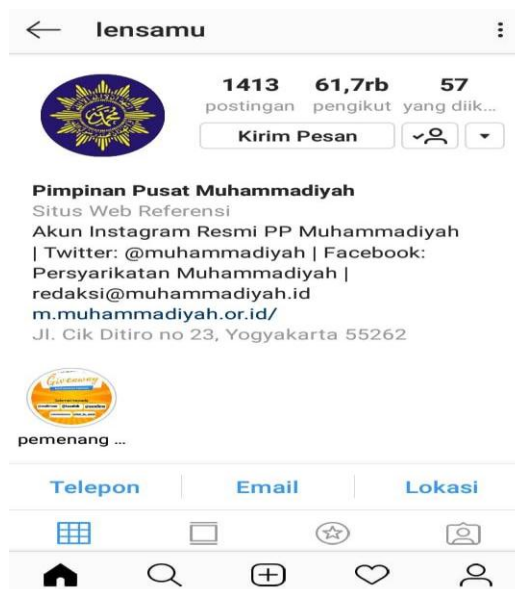 lensamu
1413 61,7rb 57
postingan pengikut yang diik...
Kirim Pesan
Pimpinan Pusat Muhammadiyah
Situs Web Referensi
Akun Instagram Resmi PP Muhammadiyah
| Twitter: @muhammadiyah | Facebook:
Persyarikatan Muhammadiyah |
redaksi@muhammadiyah.id
m.muhammadiyah.or.id/
Jl. Cik Ditiro no 23, Yogyakarta 55262
Giveaway
pemenang ...
Telepon Email Lokasi